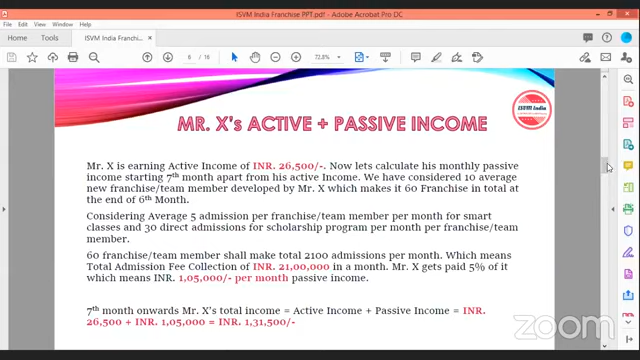 ISVM India Franchise PPT.pdf - Adobe Acrobat Pro DC
File Edit View Window Help
Home Tools ISVM India Franchi... ×
6 / 16 72.8%
ISVM India
MR. X's ACTIVE + PASSIVE INCOME
Mr. X is earning Active Income of INR. 26,500/-. Now lets calculate his monthly passive
income starting 7th month apart from his active Income. We have considered 10 average
new franchise/team member developed by Mr. X which makes it 60 Franchise in total at the
end of 6th Month.
Considering Average 5 admission per franchise/team member per month for smart
classes and 30 direct admissions for scholarship program per month per franchise/team
member.
60 franchise/team member shall make total 2100 admissions per month. Which means
Total Admission Fee Collection of INR. 21,00,000 in a month. Mr. X gets paid 5% of it
which means INR. 1,05,000/- per month passive income.
7th month onwards Mr. X's total income = Active Income + Passive Income = INR.
26,500 + INR. 1,05,000 = INR. 1,31,500/-
zoom